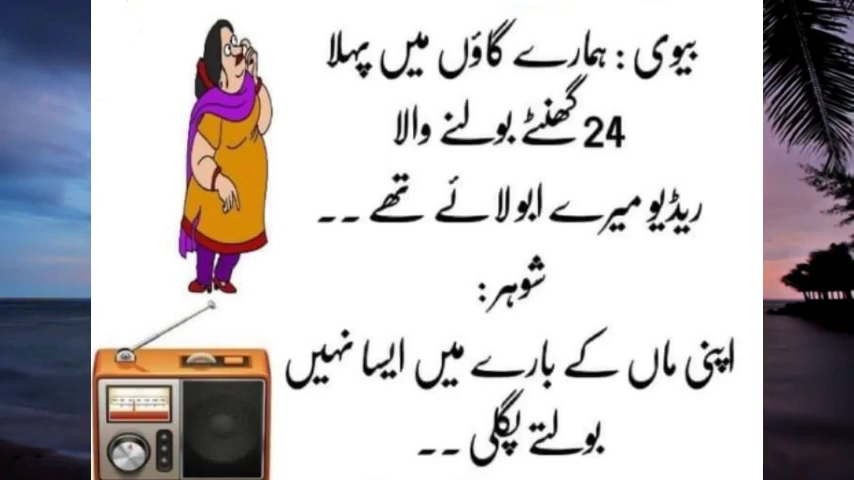 بیوی : ہمارے گاؤں میں پہلا
24 گھنٹے بولنے والا
ریڈیو میرے ابو لائے تھے ۔۔
شوہر :
اپنی ماں کے بارے میں ایسا نہیں
بولتے پگلی ۔۔